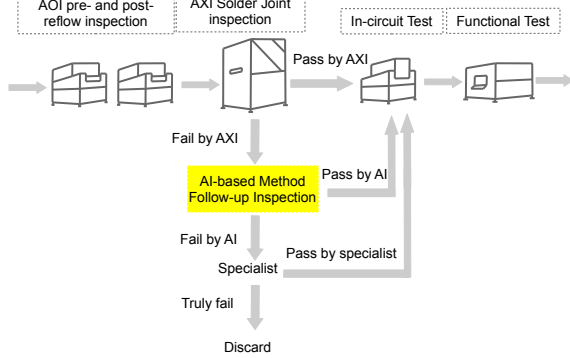 AOI pre- and post-
reflow inspection
AXI Solder Joint
inspection
In-circuit Test
Functional Test
Pass by AXI
Fail by AXI
AI-based Method
Follow-up Inspection
Pass by AI
Fail by AI
Pass by specialist
Specialist
Truly fail
Discard